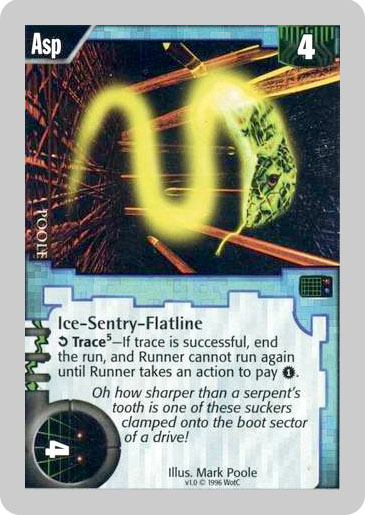 Asp
4
POOLE
Ice-Sentry-Flatline
Trace⁵—If trace is successful, end
the run, and Runner cannot run again
until Runner takes an action to pay ❶.
Oh how sharper than a serpent's
tooth is one of these suckers
clamped onto the boot sector
of a drive!
4
Illus. Mark Poole
v1.0 © 1996 WotC